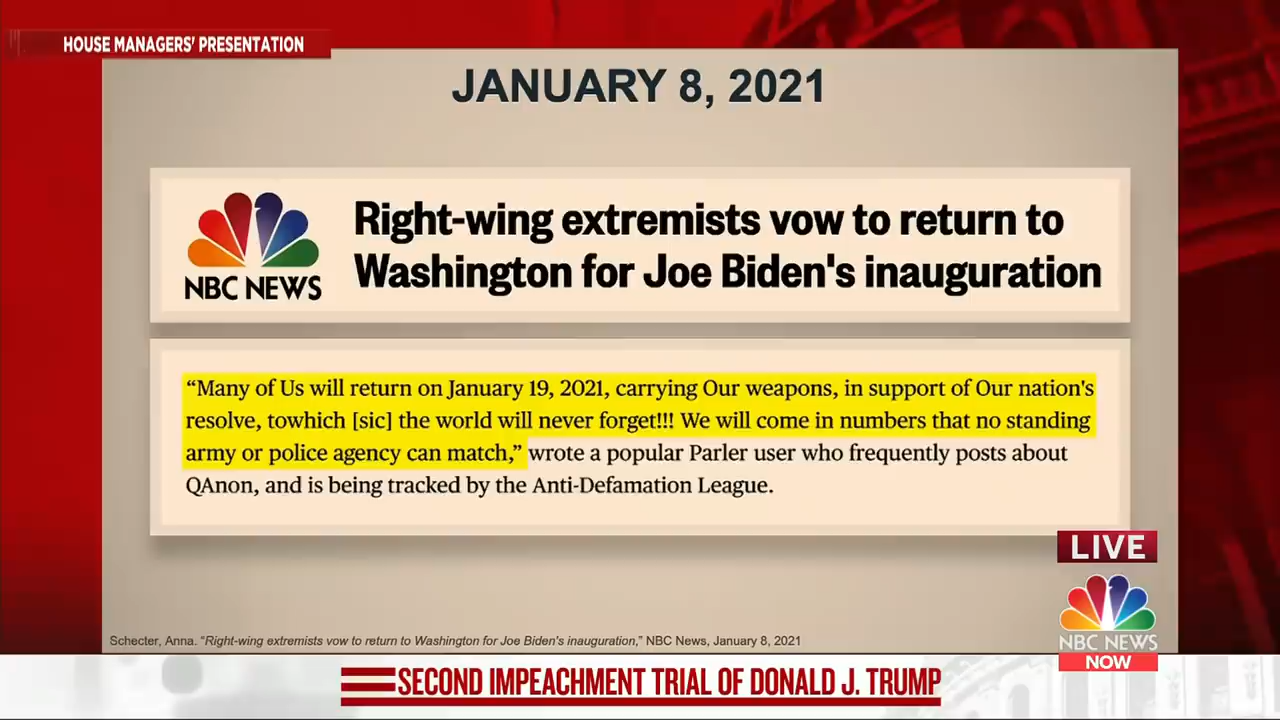 HOUSE MANAGERS' PRESENTATION
JANUARY 8, 2021
NBC NEWS
Right-wing extremists vow to return to
Washington for Joe Biden's inauguration
“Many of Us will return on January 19, 2021, carrying Our weapons, in support of Our nation's
resolve, towhich [sic] the world will never forget!!! We will come in numbers that no standing
army or police agency can match,” wrote a popular Parler user who frequently posts about
QAnon, and is being tracked by the Anti-Defamation League.
LIVE
NBC NEWS
NOW
Schecter, Anna. “Right-wing extremists vow to return to Washington for Joe Biden's inauguration,” NBC News, January 8, 2021
SECOND IMPEACHMENT TRIAL OF DONALD J. TRUMP